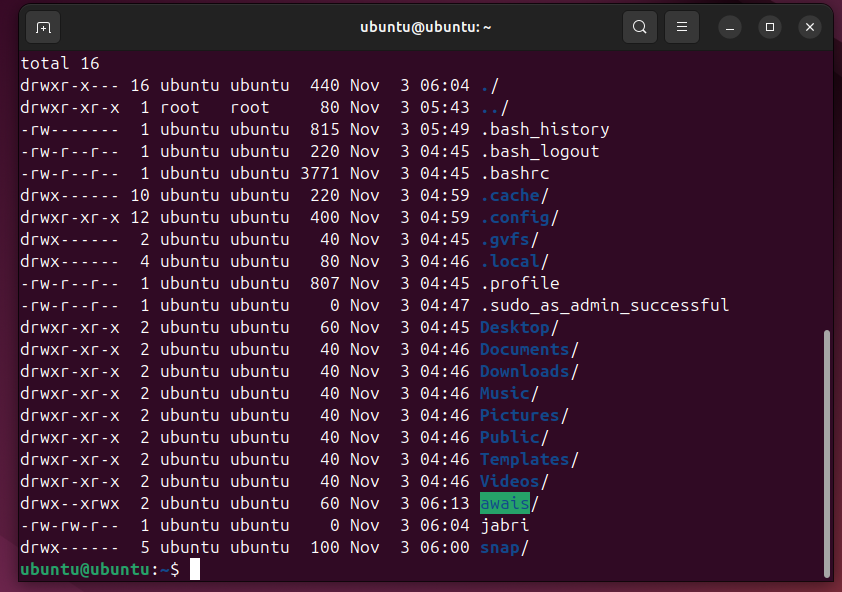 ubuntu@ubuntu: ~
total 16
drwxr-x--- 16 ubuntu ubuntu  440 Nov  3 06:04 ./
drwxr-xr-x  1 root   root     80 Nov  3 05:43 ../
-rw-------  1 ubuntu ubuntu  815 Nov  3 05:49 .bash_history
-rw-r--r--  1 ubuntu ubuntu  220 Nov  3 04:45 .bash_logout
-rw-r--r--  1 ubuntu ubuntu 3771 Nov  3 04:45 .bashrc
drwx------ 10 ubuntu ubuntu  220 Nov  3 04:59 .cache/
drwxr-xr-x 12 ubuntu ubuntu  400 Nov  3 04:59 .config/
drwx------  2 ubuntu ubuntu   40 Nov  3 04:45 .gvfs/
drwx------  4 ubuntu ubuntu   80 Nov  3 04:46 .local/
-rw-r--r--  1 ubuntu ubuntu  807 Nov  3 04:45 .profile
-rw-r--r--  1 ubuntu ubuntu    0 Nov  3 04:47 .sudo_as_admin_successful
drwxr-xr-x  2 ubuntu ubuntu   60 Nov  3 04:45 Desktop/
drwxr-xr-x  2 ubuntu ubuntu   40 Nov  3 04:46 Documents/
drwxr-xr-x  2 ubuntu ubuntu   40 Nov  3 04:46 Downloads/
drwxr-xr-x  2 ubuntu ubuntu   40 Nov  3 04:46 Music/
drwxr-xr-x  2 ubuntu ubuntu   40 Nov  3 04:46 Pictures/
drwxr-xr-x  2 ubuntu ubuntu   40 Nov  3 04:46 Public/
drwxr-xr-x  2 ubuntu ubuntu   40 Nov  3 04:46 Templates/
drwxr-xr-x  2 ubuntu ubuntu   40 Nov  3 04:46 Videos/
drwx--xrwx  2 ubuntu ubuntu   60 Nov  3 06:13 awais/
-rw-rw-r--  1 ubuntu ubuntu    0 Nov  3 06:04 jabri
drwx------  5 ubuntu ubuntu  100 Nov  3 06:00 snap/
ubuntu@ubuntu:~$